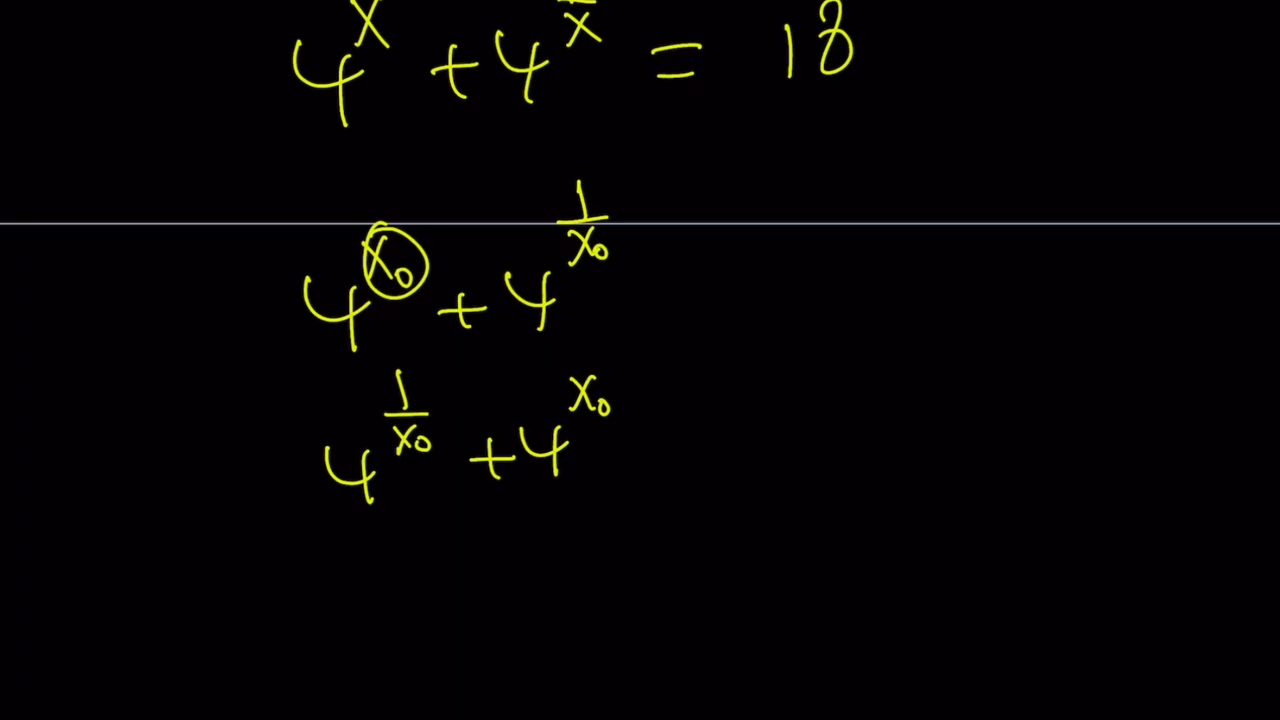 4^x + 4^(1/x) = 18
4^(x₀) + 4^(1/x₀)
4^(1/x₀) + 4^(x₀)